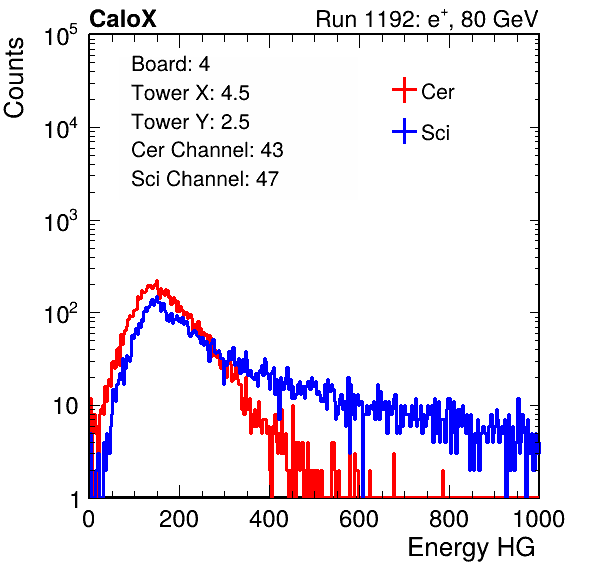 CaloX Run 1192: e⁺, 80 GeV
Counts
10⁵
10⁴
10³
10²
10
1
Board: 4
Tower X: 4.5
Tower Y: 2.5
Cer Channel: 43
Sci Channel: 47
Cer
Sci
0 200 400 600 800 1000
Energy HG